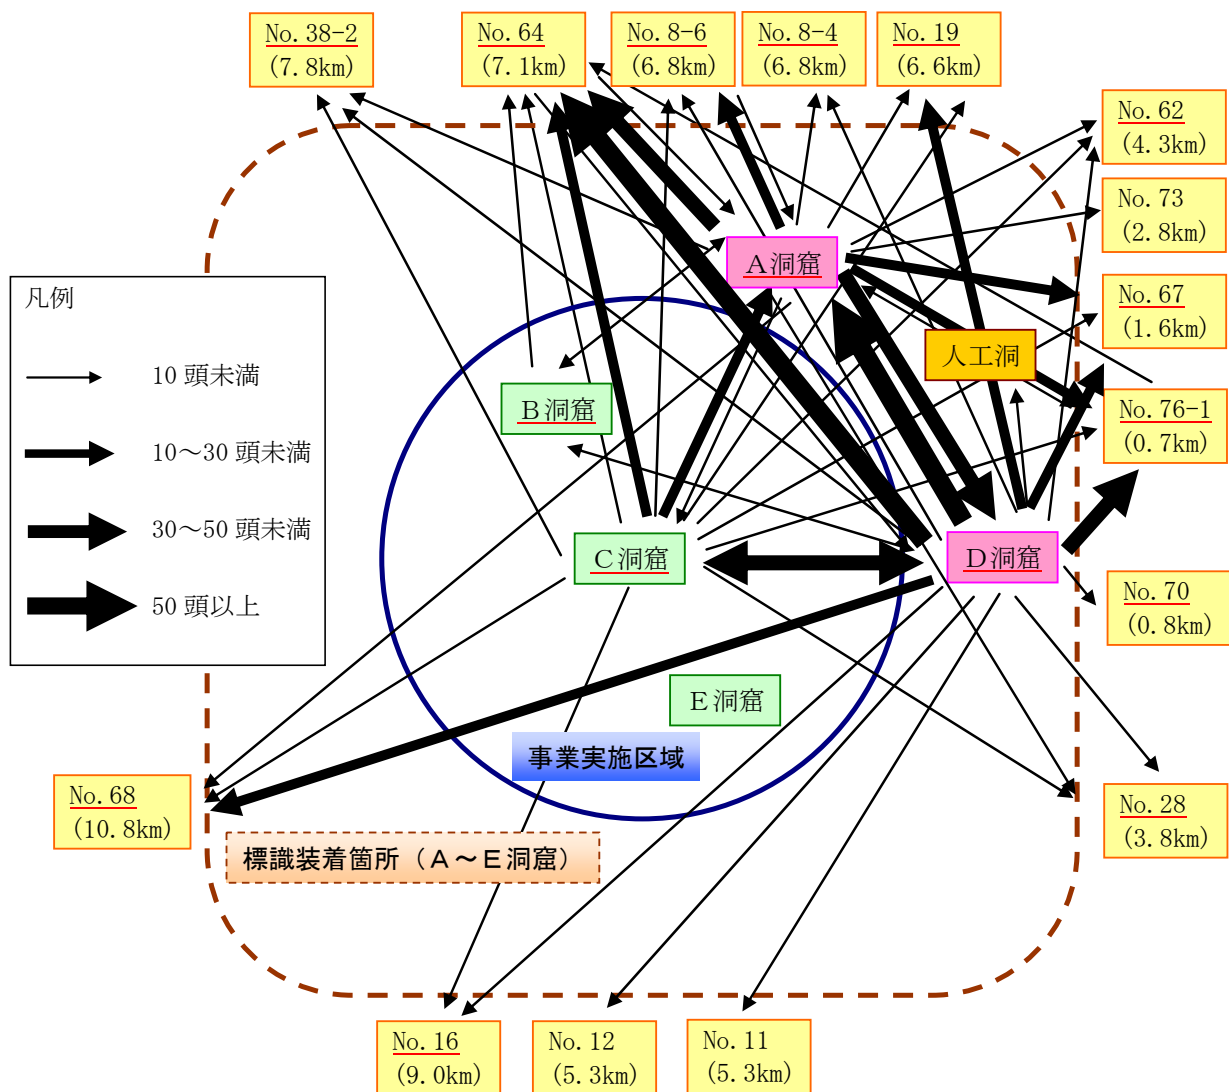 No.38-2
(7.8km)
No.64
(7.1km)
No.8-6
(6.8km)
No.8-4
(6.8km)
No.19
(6.6km)
No.62
(4.3km)
No.73
(2.8km)
No.67
(1.6km)
No.76-1
(0.7km)
No.70
(0.8km)
No.28
(3.8km)
A洞窟
人工洞
B洞窟
C洞窟
D洞窟
E洞窟
事業実施区域
標識装着箇所（A～E洞窟）
凡例
10 頭未満
10～30 頭未満
30～50 頭未満
50 頭以上
No.68
(10.8km)
No.16
(9.0km)
No.12
(5.3km)
No.11
(5.3km)